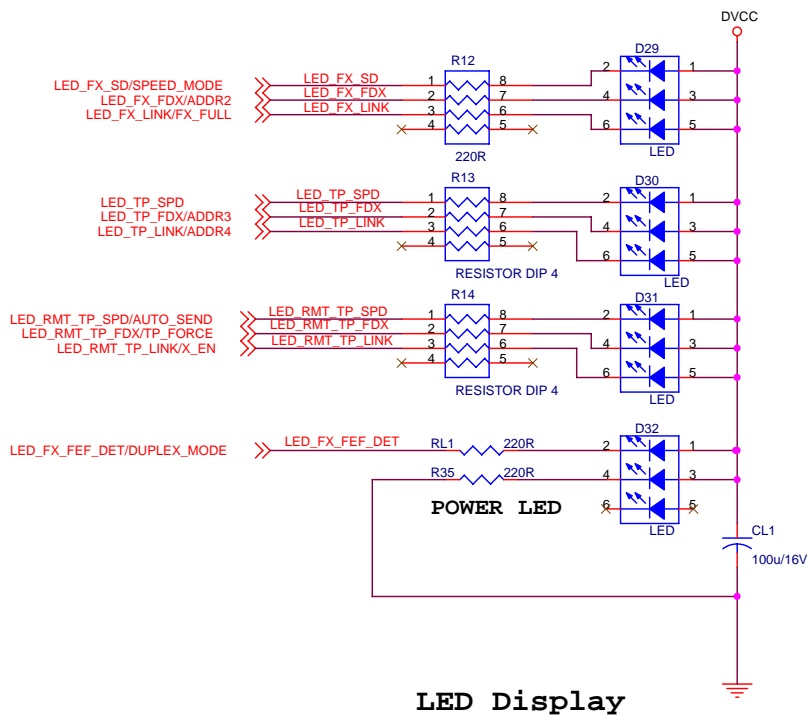 DVCC
R12 D29
LED_FX_SD/SPEED_MODE LED_FX_SD 1 8 2 1
LED_FX_FDX/ADDR2 LED_FX_FDX 2 7 4 3
LED_FX_LINK/FX_FULL LED_FX_LINK 3 6 6 5
4 5
220R LED
R13 D30
LED_TP_SPD LED_TP_SPD 1 8 2 1
LED_TP_FDX/ADDR3 LED_TP_FDX 2 7 4 3
LED_TP_LINK/ADDR4 LED_TP_LINK 3 6 6 5
4 5
RESISTOR DIP 4 LED
R14 D31
LED_RMT_TP_SPD/AUTO_SEND LED_RMT_TP_SPD 1 8 2 1
LED_RMT_TP_FDX/TP_FORCE LED_RMT_TP_FDX 2 7 4 3
LED_RMT_TP_LINK/X_EN LED_RMT_TP_LINK 3 6 6 5
4 5
RESISTOR DIP 4 LED
D32
LED_FX_FEF_DET/DUPLEX_MODE LED_FX_FEF_DET RL1 220R 2 1
R35 220R 4 3
POWER LED 6 5
LED
CL1
100u/16V
LED Display